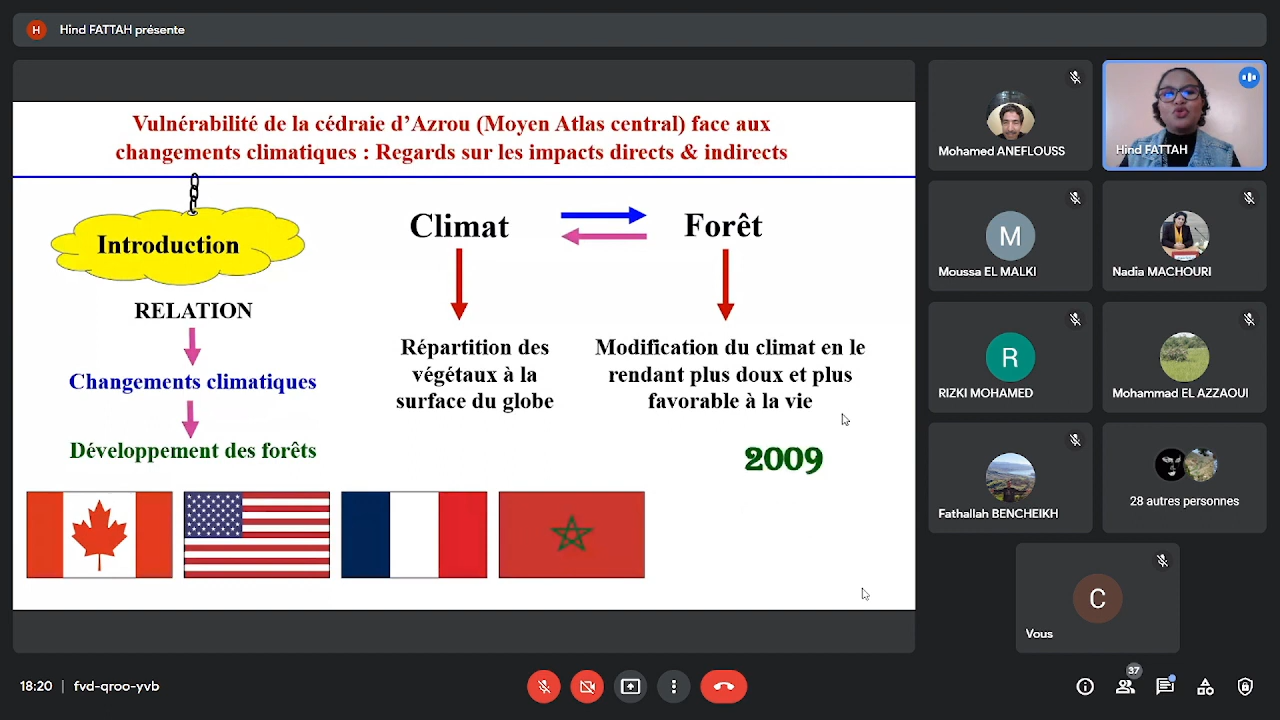 H
Hind FATTAH présente
Vulnérabilité de la cédraie d’Azrou (Moyen Atlas central) face aux
changements climatiques : Regards sur les impacts directs & indirects
Introduction
RELATION
Changements climatiques
Développement des forêts
Climat
Forêt
Répartition des
végétaux à la
surface du globe
Modification du climat en le
rendant plus doux et plus
favorable à la vie
2009
Mohamed ANEFLOUSS
Hind FATTAH
M
Moussa EL MALKI
Nadia MACHOURI
R
RIZKI MOHAMED
Mohammad EL AZZAOUI
Fathallah BENCHEIKH
28 autres personnes
C
Vous
18:20 | fvd-qroo-yvb
37